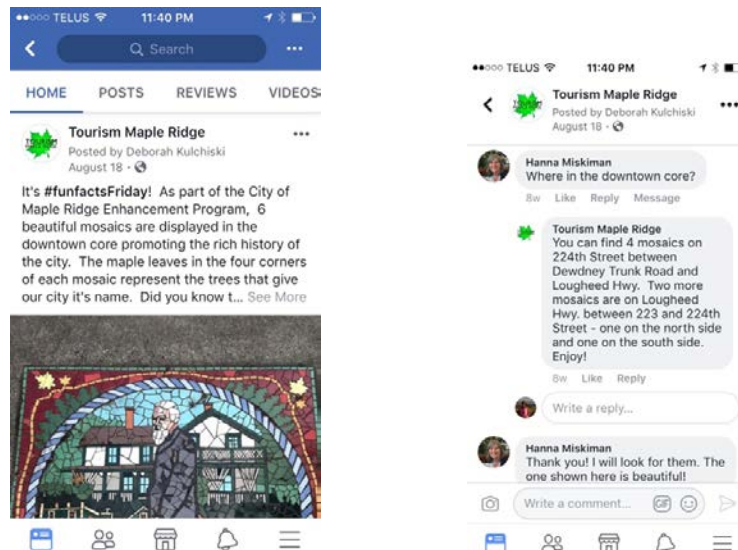 TELUS 11:40 PM
Search
HOME POSTS REVIEWS VIDEOS
Tourism Maple Ridge
Posted by Deborah Kulchiski
August 18
It's #funfactsFriday! As part of the City of
Maple Ridge Enhancement Program, 6
beautiful mosaics are displayed in the
downtown core promoting the rich history of
the city. The maple leaves in the four corners
of each mosaic represent the trees that give
our city it's name. Did you know t... See More
TELUS 11:40 PM
Tourism Maple Ridge
Posted by Deborah Kulchiski
August 18
Hanna Miskiman
Where in the downtown core?
8w Like Reply Message
Tourism Maple Ridge
You can find 4 mosaics on
224th Street between
Dewdney Trunk Road and
Lougheed Hwy. Two more
mosaics are on Lougheed
Hwy. between 223 and 224th
Street - one on the north side
and one on the south side.
Enjoy!
8w Like Reply
Write a reply...
Hanna Miskiman
Thank you! I will look for them. The
one shown here is beautiful!
Write a comment... GIF